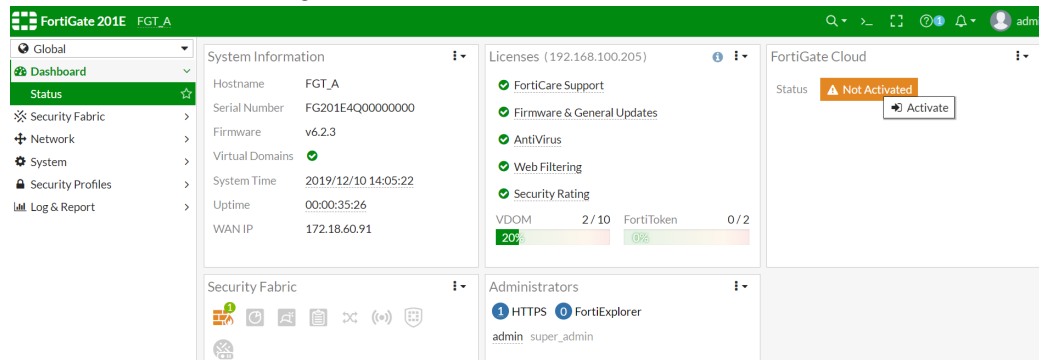 FortiGate 201E FGT_A
1
Global
Dashboard
Status
Security Fabric
Network
System
Security Profiles
Log & Report
System Information
Hostname FGT_A
Serial Number FG201E4Q00000000
Firmware v6.2.3
Virtual Domains
System Time 2019/12/10 14:05:22
Uptime 00:00:35:26
WAN IP 172.18.60.91
Licenses (192.168.100.205)
FortiCare Support
Firmware & General Updates
AntiVirus
Web Filtering
Security Rating
VDOM 2 / 10 FortiToken 0 / 2
20% 0%
FortiGate Cloud
Status Not Activated
Activate
Security Fabric
1
Administrators
1 HTTPS 0 FortiExplorer
admin super_admin